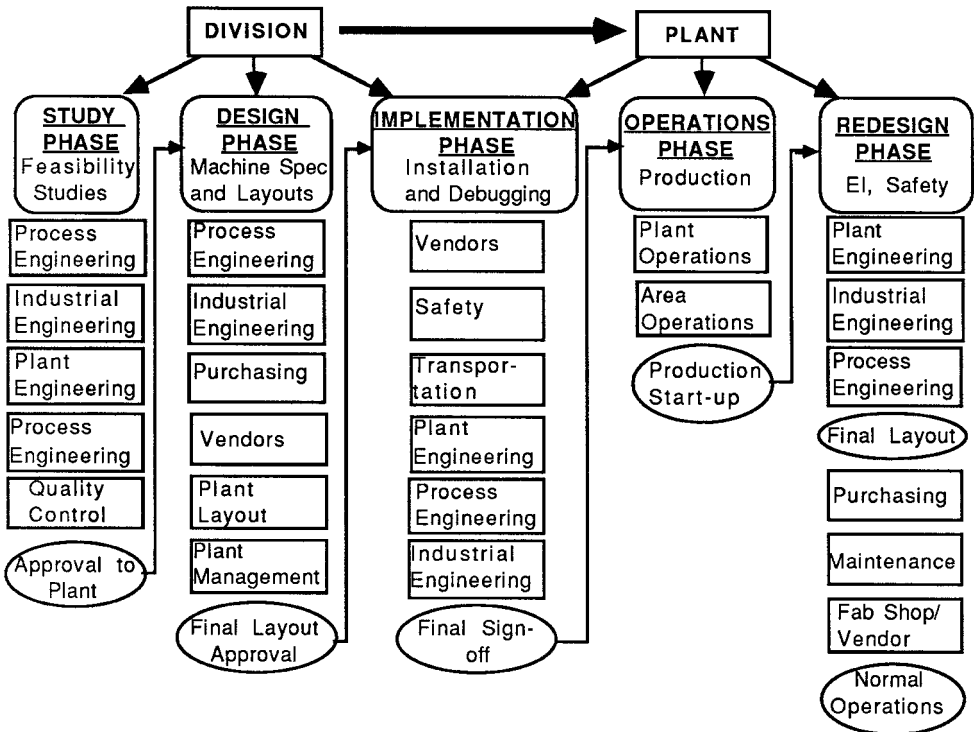 DIVISION
PLANT
STUDY
PHASE
Feasibility
Studies
Process
Engineering
Industrial
Engineering
Plant
Engineering
Process
Engineering
Quality
Control
Approval to
Plant
DESIGN
PHASE
Machine Spec
and Layouts
Process
Engineering
Industrial
Engineering
Purchasing
Vendors
Plant
Layout
Plant
Management
Final Layout
Approval
IMPLEMENTATION
PHASE
Installation
and Debugging
Vendors
Safety
Transpor-
tation
Plant
Engineering
Process
Engineering
Industrial
Engineering
Final Sign-
off
OPERATIONS
PHASE
Production
Plant
Operations
Area
Operations
Production
Start-up
REDESIGN
PHASE
EI, Safety
Plant
Engineering
Industrial
Engineering
Process
Engineering
Final Layout
Purchasing
Maintenance
Fab Shop/
Vendor
Normal
Operations